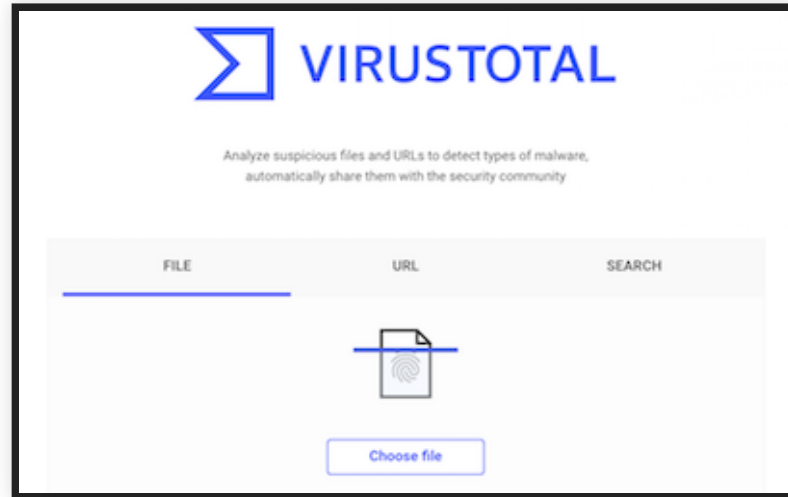 VIRUSTOTAL
Analyze suspicious files and URLs to detect types of malware,
automatically share them with the security community
FILE URL SEARCH
Choose file